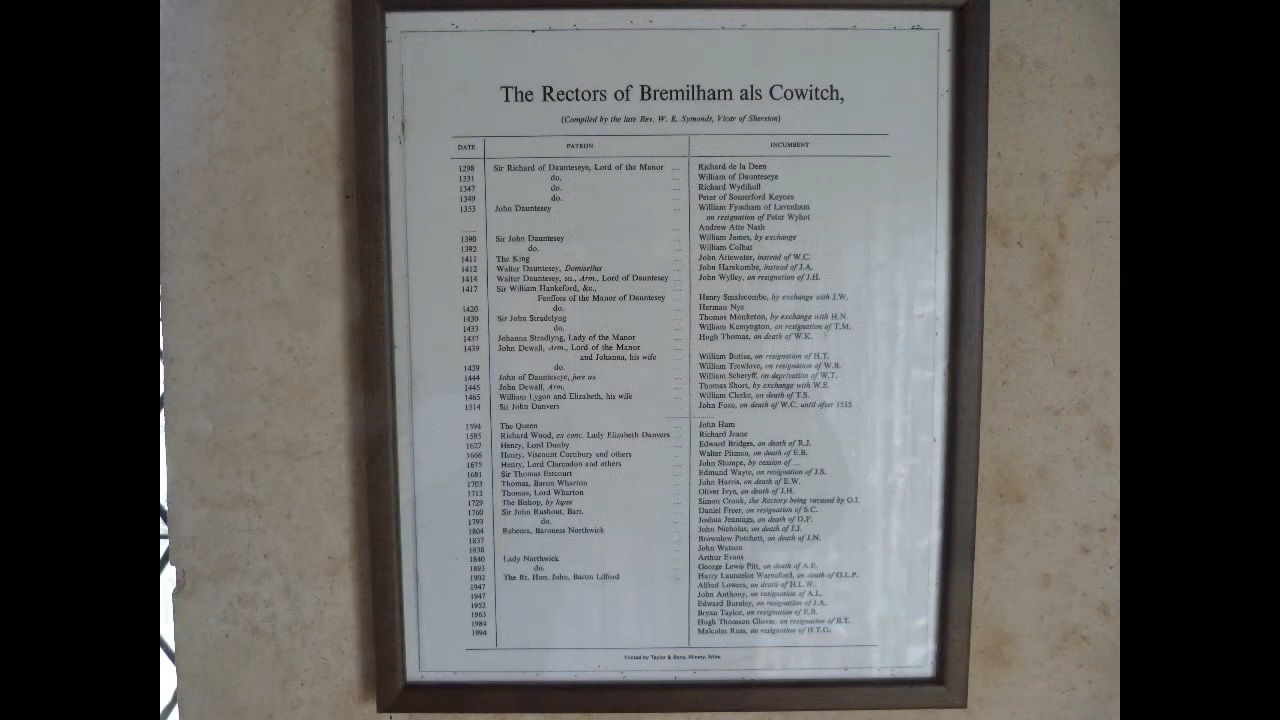 The Rectors of Bremilham als Cowitch,
(Compiled by the late Rev. W. E. Symonds, Vicar of Sherston)
DATE PATRON INCUMBENT
1298 Sir Richard of Daunteseye, Lord of the Manor .... Richard de la Deen
1331 do. .... William of Daunteseye
1347 do. .... Richard Wydihull
1349 do. .... Peter of Somerford Keynes
1353 John Dauntesey .... William Fyncham of Lavenham
on resignation of Peter Wyhot
...... .... Andrew Atte Nash
1390 Sir John Dauntesey .... William James, by exchange
1392 do. .... William Colbat
1411 The King .... John Attewater, instead of W.C.
1412 Walter Dauntesey, Domisellus .... John Harekombe, instead of J.A.
1414 Walter Dauntesey, sn., Arm., Lord of Dauntesey .... John Wylley, on resignation of J.H.
1417 Sir William Hankeford, &c.,
Feoffees of the Manor of Dauntesey .... Henry Smalecombe, by exchange with J.W.
1420 do. .... Herman Nye
1430 Sir John Stradelyng .... Thomas Monketon, by exchange with H.N.
1433 do. .... William Kemyngton, on resignation of T.M.
1437 Johanna Stradlyng, Lady of the Manor .... Hugh Thomas, on death of W.K.
1439 John Dewall, Arm., Lord of the Manor
and Johanna, his wife .... William Buttes, on resignation of H.T.
1439 do. .... William Trewlove, on resignation of W.B.
1444 John of Dauntesoye, jure us .... William Scheryff, on deprivation of W.T.
1445 John Dewall, Arm. .... Thomas Short, by exchange with W.S.
1465 William Lygon and Elizabeth, his wife .... William Clerke, on death of T.S.
1514 Sir John Danvers .... John Foxe, on death of W.C. until after 1535
1594 The Queen .... John Ham
1595 Richard Wood, ex conc. Lady Elizabeth Danvers .... Richard Jeane
1627 Henry, Lord Danby .... Edward Bridges, on death of R.J.
1666 Henry, Viscount Cornbury and others .... Walter Pitman, on death of E.B.
1675 Henry, Lord Clarendon and others .... John Stumpe, by cession of ...
1681 Sir Thomas Estcourt .... Edmund Wayte, on resignation of J.S.
1703 Thomas, Baron Wharton .... John Harris, on death of E.W.
1713 Thomas, Lord Wharton .... Oliver Ivye, on death of J.H.
1729 The Bishop, by lapse .... Simon Crook, the Rectory being vacated by O.I.
1760 Sir John Rushout, Bart. .... Daniel Freer, on resignation of S.C.
1793 do. .... Joshua Jennings, on death of D.F.
1804 Rebecca, Baroness Northwick .... John Nicholas, on death of J.J.
1837 Brownlow Potchett, on death of J.N.
1838 John Watson
1840 Lady Northwick Arthur Evans
1893 do. George Lewis Pitt, on death of A.E.
1902 The Rt. Hon. John, Baron Lilford Harry Launcelot Warneford, on death of G.L.P.
1947 Alfred Lowers, on death of H.L.W.
1947 John Anthony, on resignation of A.L.
1953 Edward Burnley, on resignation of J.A.
1963 Bryan Taylor, on resignation of E.B.
1984 Hugh Thomson Glover, on resignation of B.T.
1994 Malcolm Ross, on resignation of H.T.G.
Printed by Taylor & Sons, Minety, Wilts.